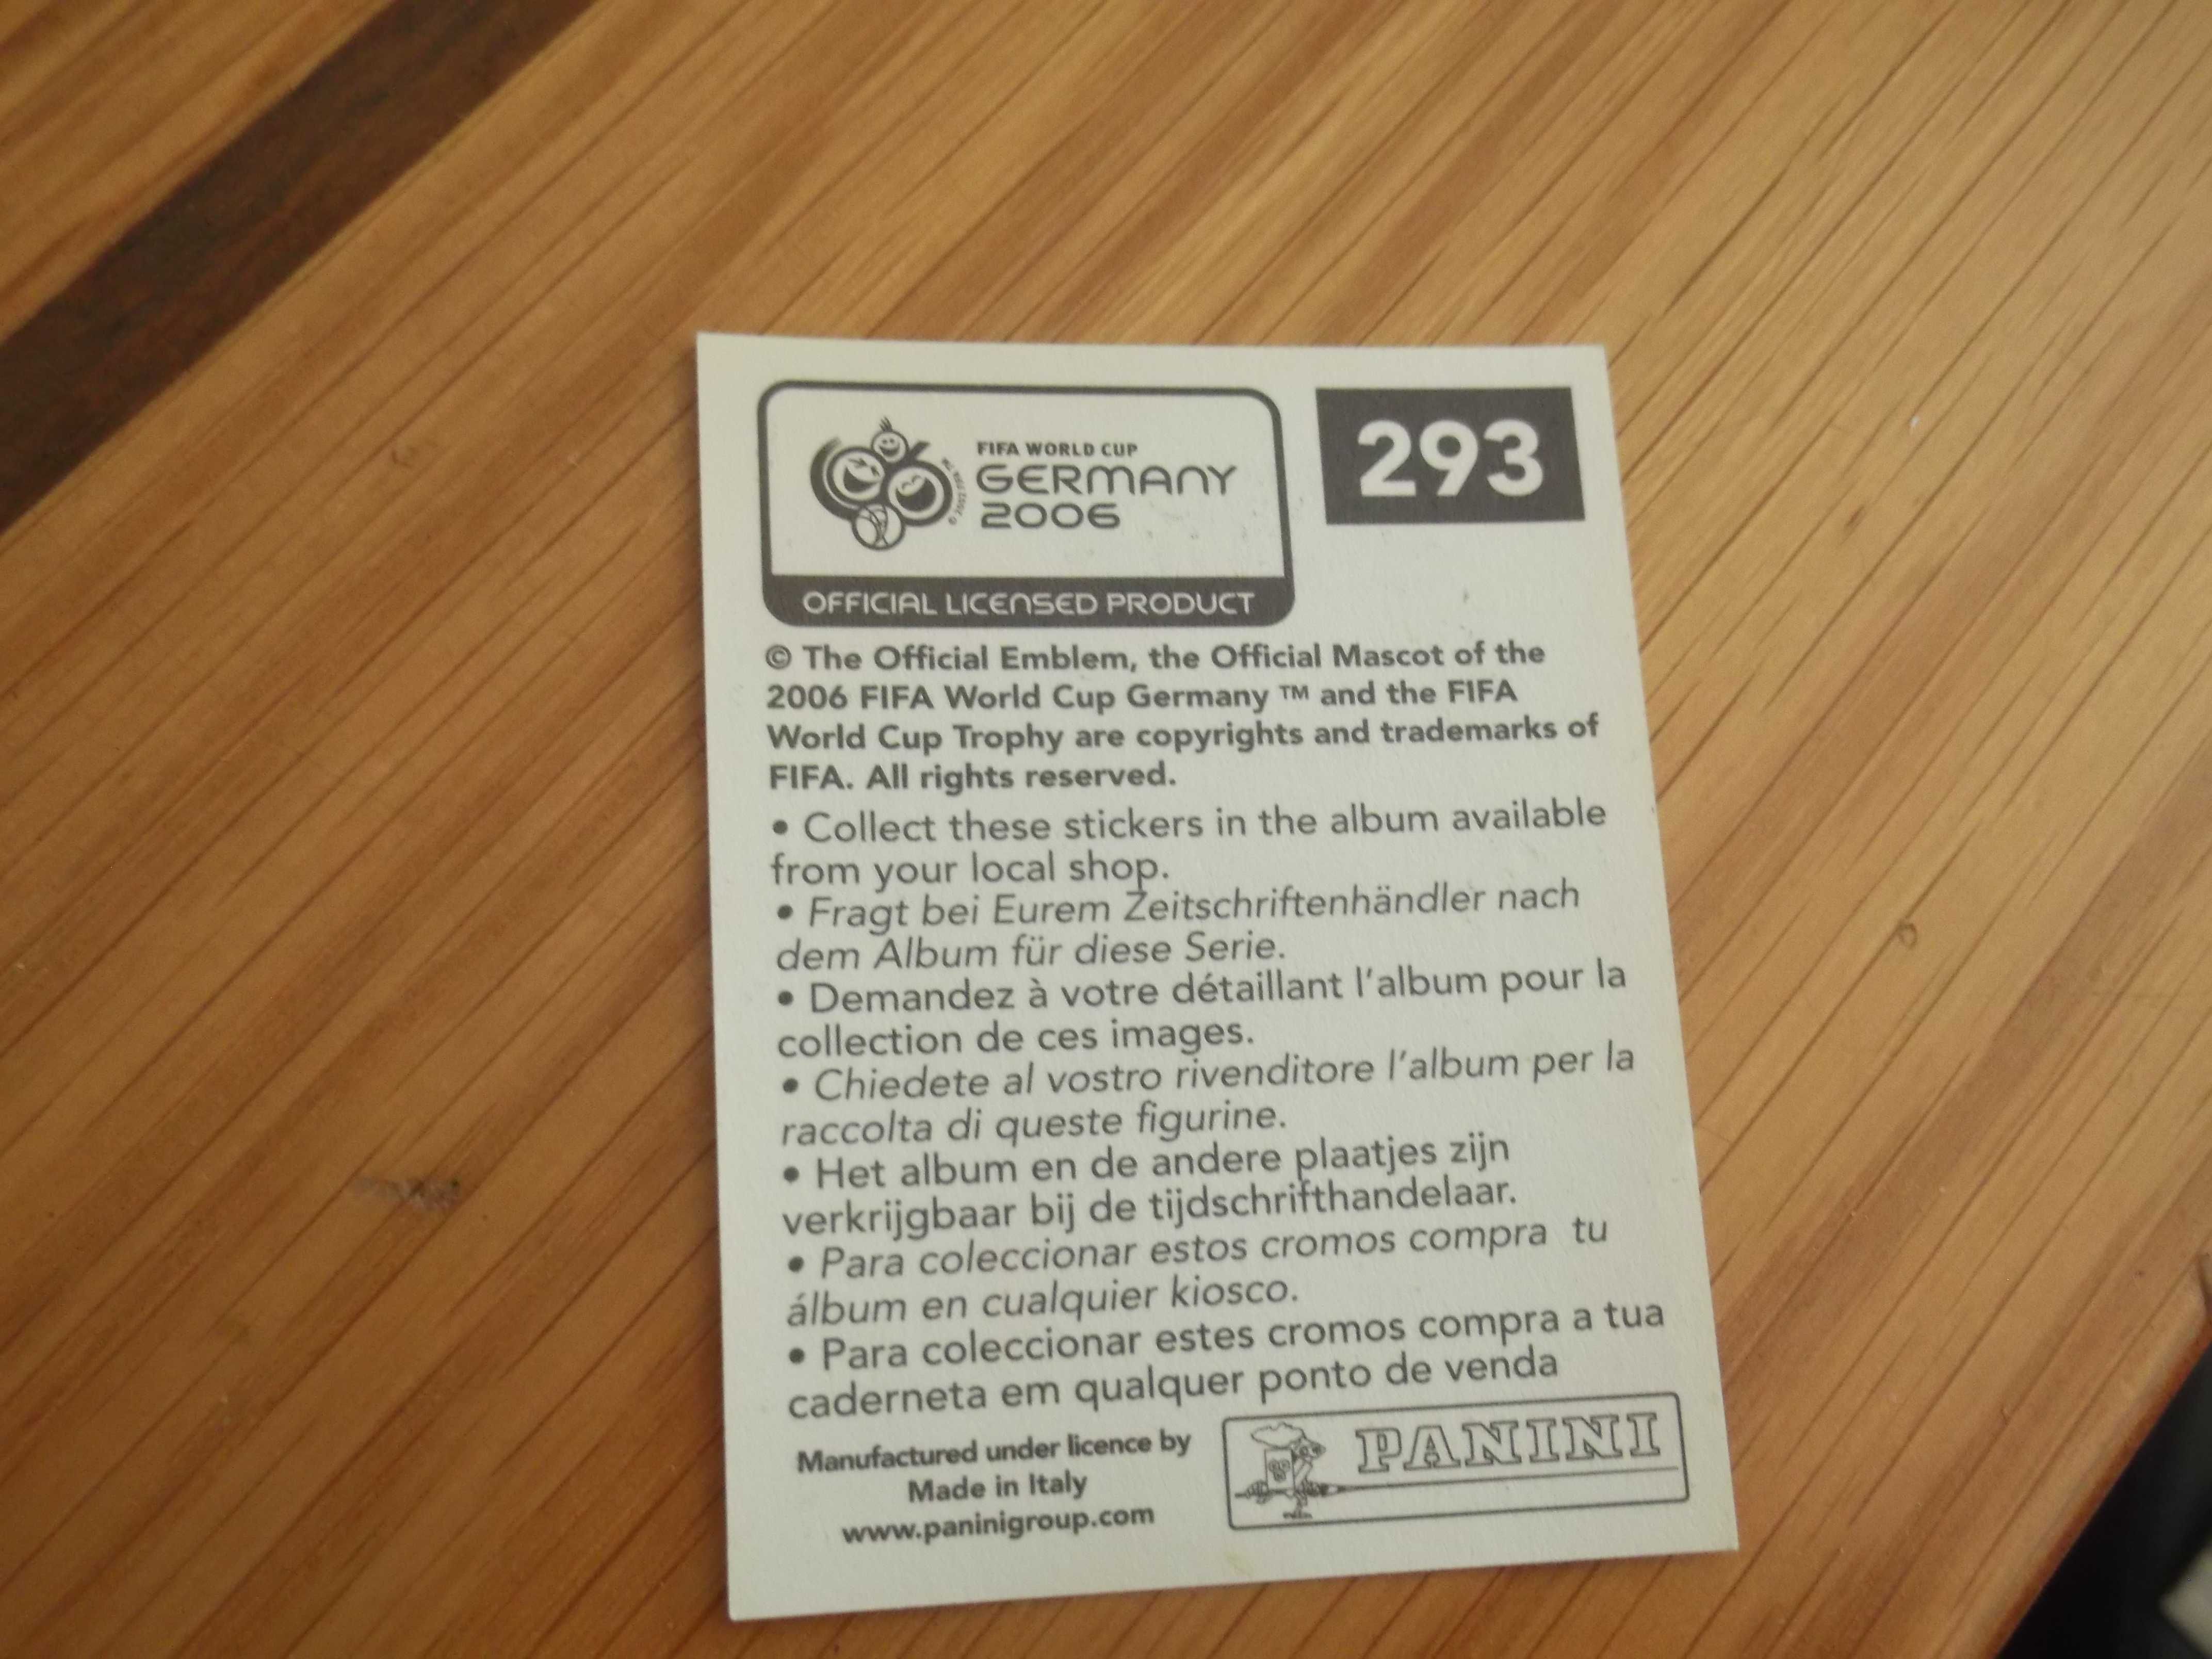 FIFA WORLD CUP
GERMANY
2006
293
OFFICIAL LICENSED PRODUCT
© The Official Emblem, the Official Mascot of the
2006 FIFA World Cup Germany ™ and the FIFA
World Cup Trophy are copyrights and trademarks of
FIFA. All rights reserved.
• Collect these stickers in the album available
from your local shop.
• Fragt bei Eurem Zeitschriftenhändler nach
dem Album für diese Serie.
• Demandez à votre détaillant l'album pour la
collection de ces images.
• Chiedete al vostro rivenditore l'album per la
raccolta di queste figurine.
• Het album en de andere plaatjes zijn
verkrijgbaar bij de tijdschrifthandelaar.
• Para coleccionar estos cromos compra tu
álbum en cualquier kiosco.
• Para coleccionar estes cromos compra a tua
caderneta em qualquer ponto de venda
Manufactured under licence by
Made in Italy
www.paninigroup.com
PANINI